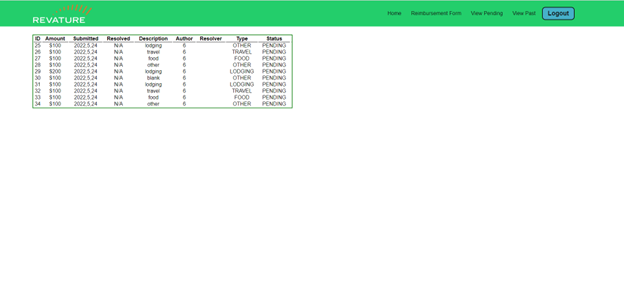 REVATURE
Home Reimbursement Form View Pending View Past Logout
ID Amount Submitted Resolved Description Author Resolver Type Status
25 $100 2022,5,24 N/A lodging 6 OTHER PENDING
26 $100 2022,5,24 N/A travel 6 TRAVEL PENDING
27 $100 2022,5,24 N/A food 6 FOOD PENDING
28 $100 2022,5,24 N/A other 6 OTHER PENDING
29 $200 2022,5,24 N/A lodging 6 LODGING PENDING
30 $100 2022,5,24 N/A blank 6 OTHER PENDING
31 $100 2022,5,24 N/A lodging 6 LODGING PENDING
32 $100 2022,5,24 N/A travel 6 TRAVEL PENDING
33 $100 2022,5,24 N/A food 6 FOOD PENDING
34 $100 2022,5,24 N/A other 6 OTHER PENDING